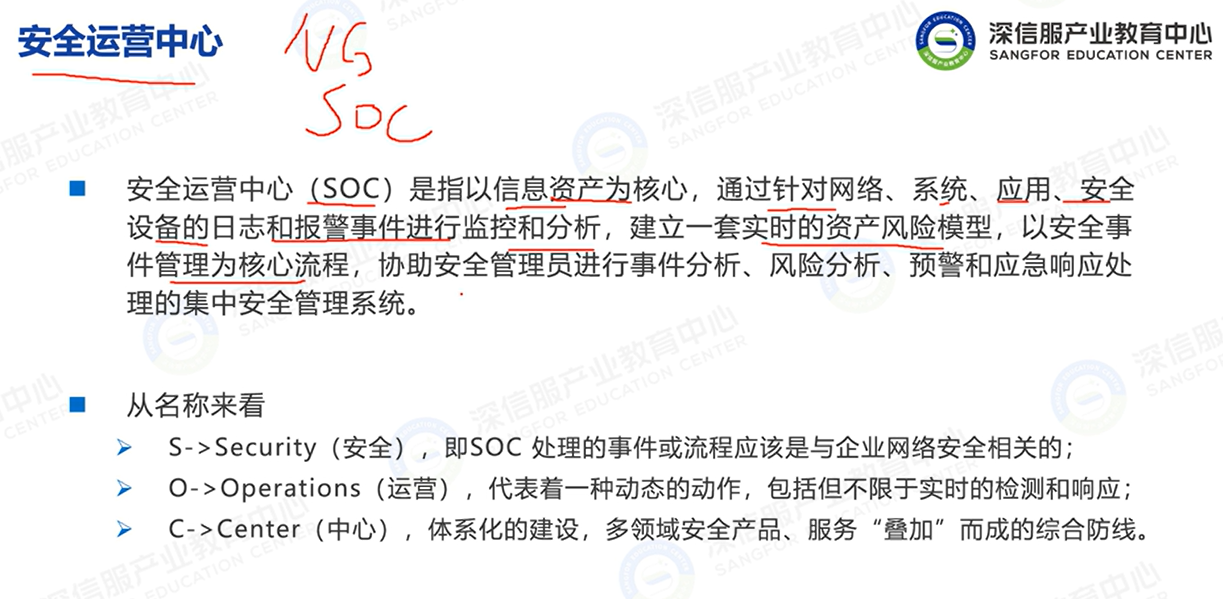 安全运营中心
NG
SOC
深信服产业教育中心
SANGFOR EDUCATION CENTER
■ 安全运营中心（SOC）是指以信息资产为核心，通过针对网络、系统、应用、安全
设备的日志和报警事件进行监控和分析，建立一套实时的资产风险模型，以安全事
件管理为核心流程，协助安全管理员进行事件分析、风险分析、预警和应急响应处
理的集中安全管理系统。
■ 从名称来看
➢ S->Security（安全），即SOC 处理的事件或流程应该是与企业网络安全相关的；
➢ O->Operations（运营），代表着一种动态的动作，包括但不限于实时的检测和响应；
➢ C->Center（中心），体系化的建设，多领域安全产品、服务“叠加”而成的综合防线。